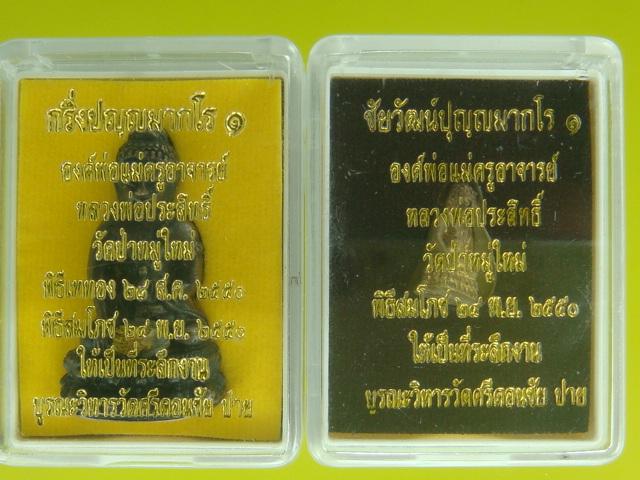 กริ่งปุญญมากโร ๑
องค์พ่อแม่ครูอาจารย์
หลวงพ่อประสิทธิ์
วัดป่าหมู่ใหม่
พิธีเททอง ๒๘ ส.ค. ๒๕๕๐
พิธีสมโภช ๒๔ พ.ย. ๒๕๕๐
ให้เป็นที่ระลึกงาน
บูรณะวิหารวัดศรีดอนชัย ปาย
ชัยวัฒน์ปุญญมากโร ๑
องค์พ่อแม่ครูอาจารย์
หลวงพ่อประสิทธิ์
วัดป่าหมู่ใหม่
พิธีสมโภช ๒๔ พ.ย. ๒๕๕๐
ให้เป็นที่ระลึกงาน
บูรณะวิหารวัดศรีดอนชัย ปาย